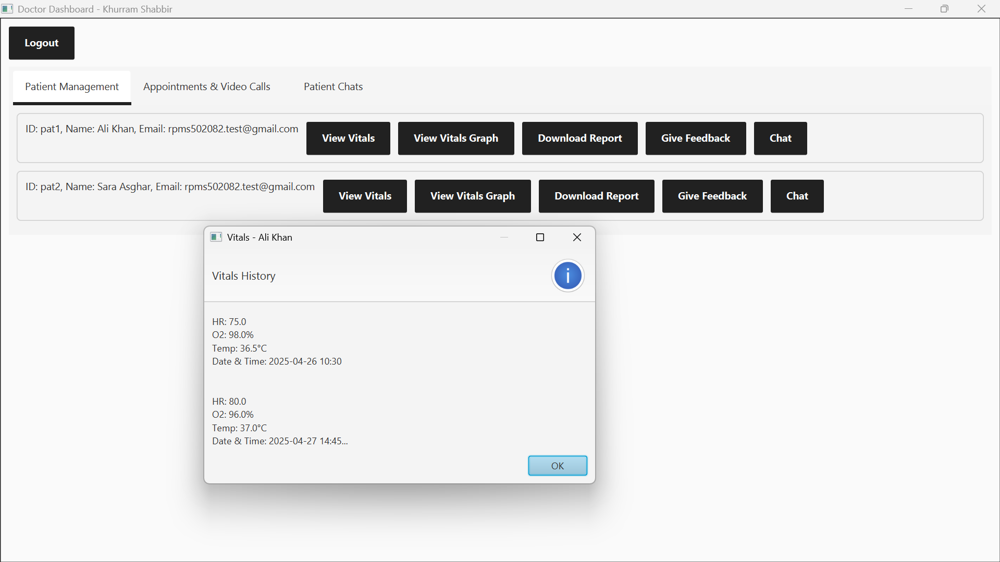 Doctor Dashboard - Khurram Shabbir
Logout
Patient Management
Appointments & Video Calls
Patient Chats
ID: pat1, Name: Ali Khan, Email: rpms502082.test@gmail.com
View Vitals
View Vitals Graph
Download Report
Give Feedback
Chat
ID: pat2, Name: Sara Asghar, Email: rpms502082.test@gmail.com
View Vitals
View Vitals Graph
Download Report
Give Feedback
Chat
Vitals - Ali Khan
Vitals History
i
HR: 75.0
O2: 98.0%
Temp: 36.5°C
Date & Time: 2025-04-26 10:30
HR: 80.0
O2: 96.0%
Temp: 37.0°C
Date & Time: 2025-04-27 14:45...
OK